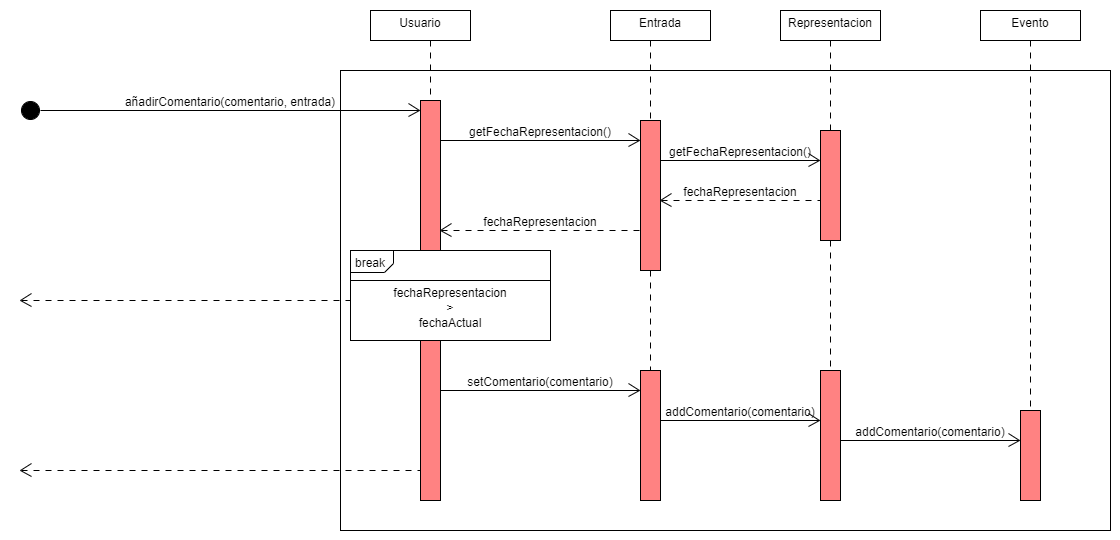 Usuario
Entrada
Representacion
Evento
añadirComentario(comentario, entrada)
getFechaRepresentacion()
getFechaRepresentacion()
fechaRepresentacion
fechaRepresentacion
break
fechaRepresentacion
>
fechaActual
setComentario(comentario)
addComentario(comentario)
addComentario(comentario)